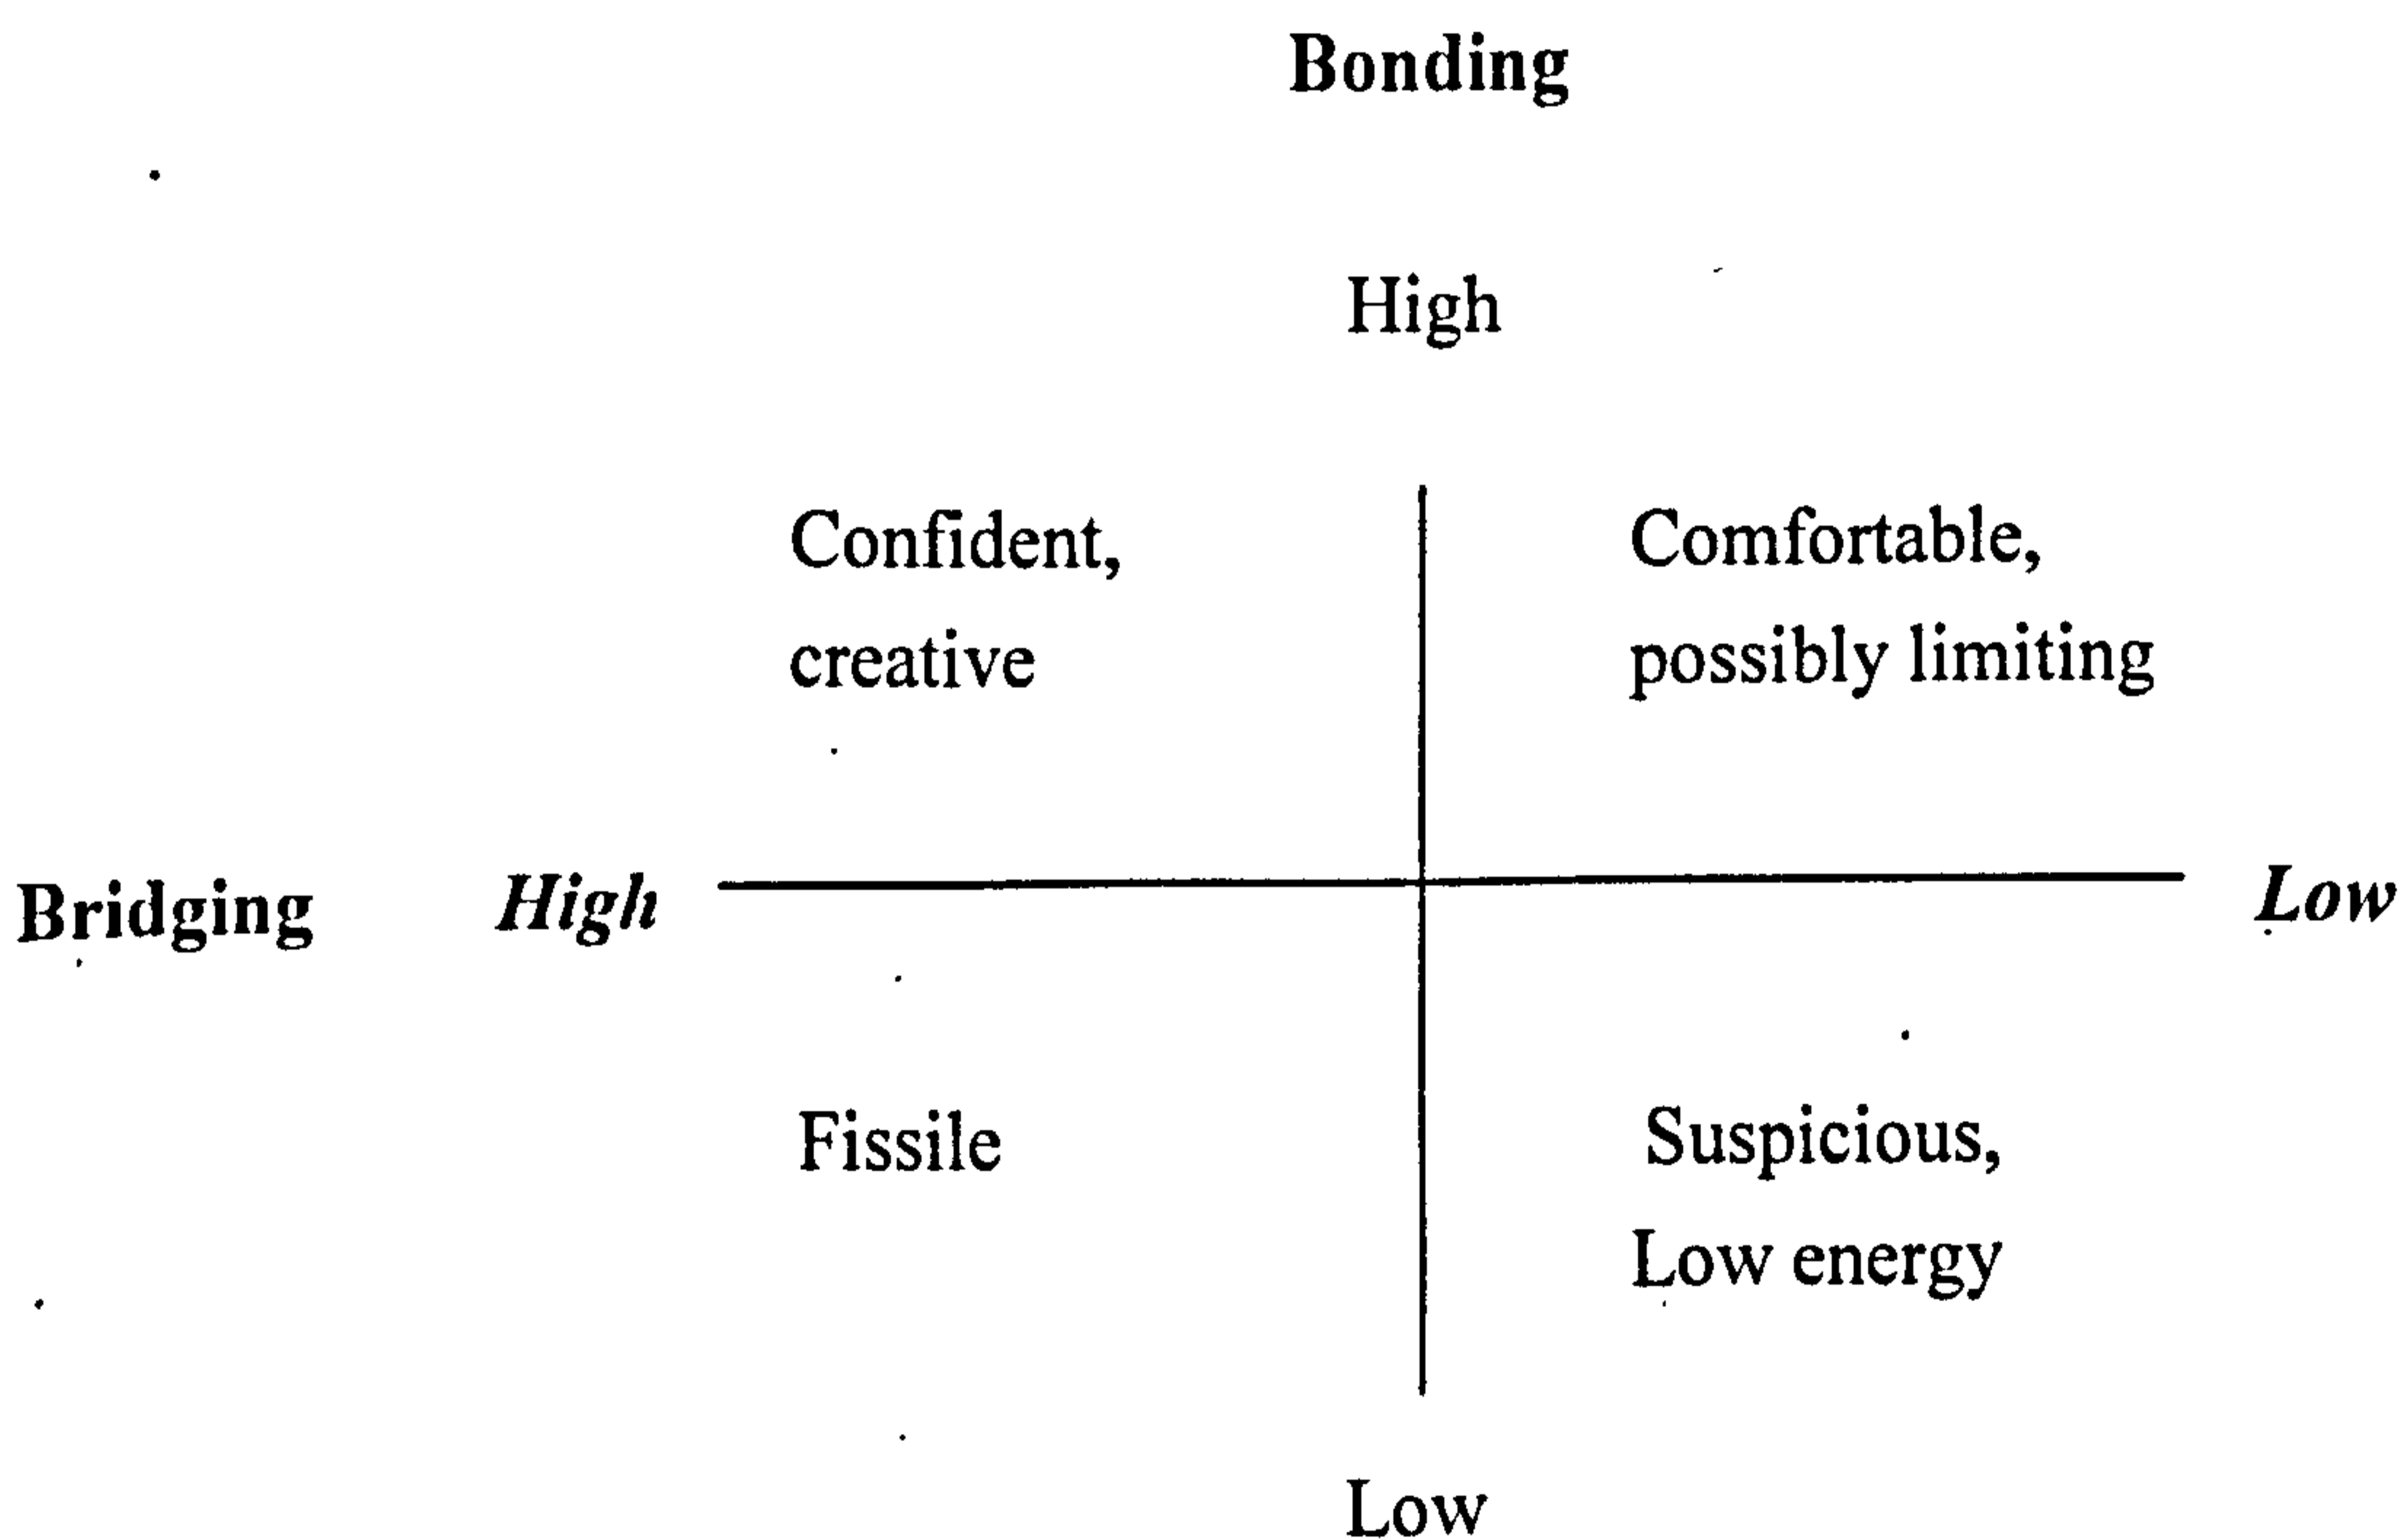 Bonding
High
Confident,
creative
Comfortable,
possibly limiting
Bridging High Low
Fissile
Suspicious,
Low energy
Low